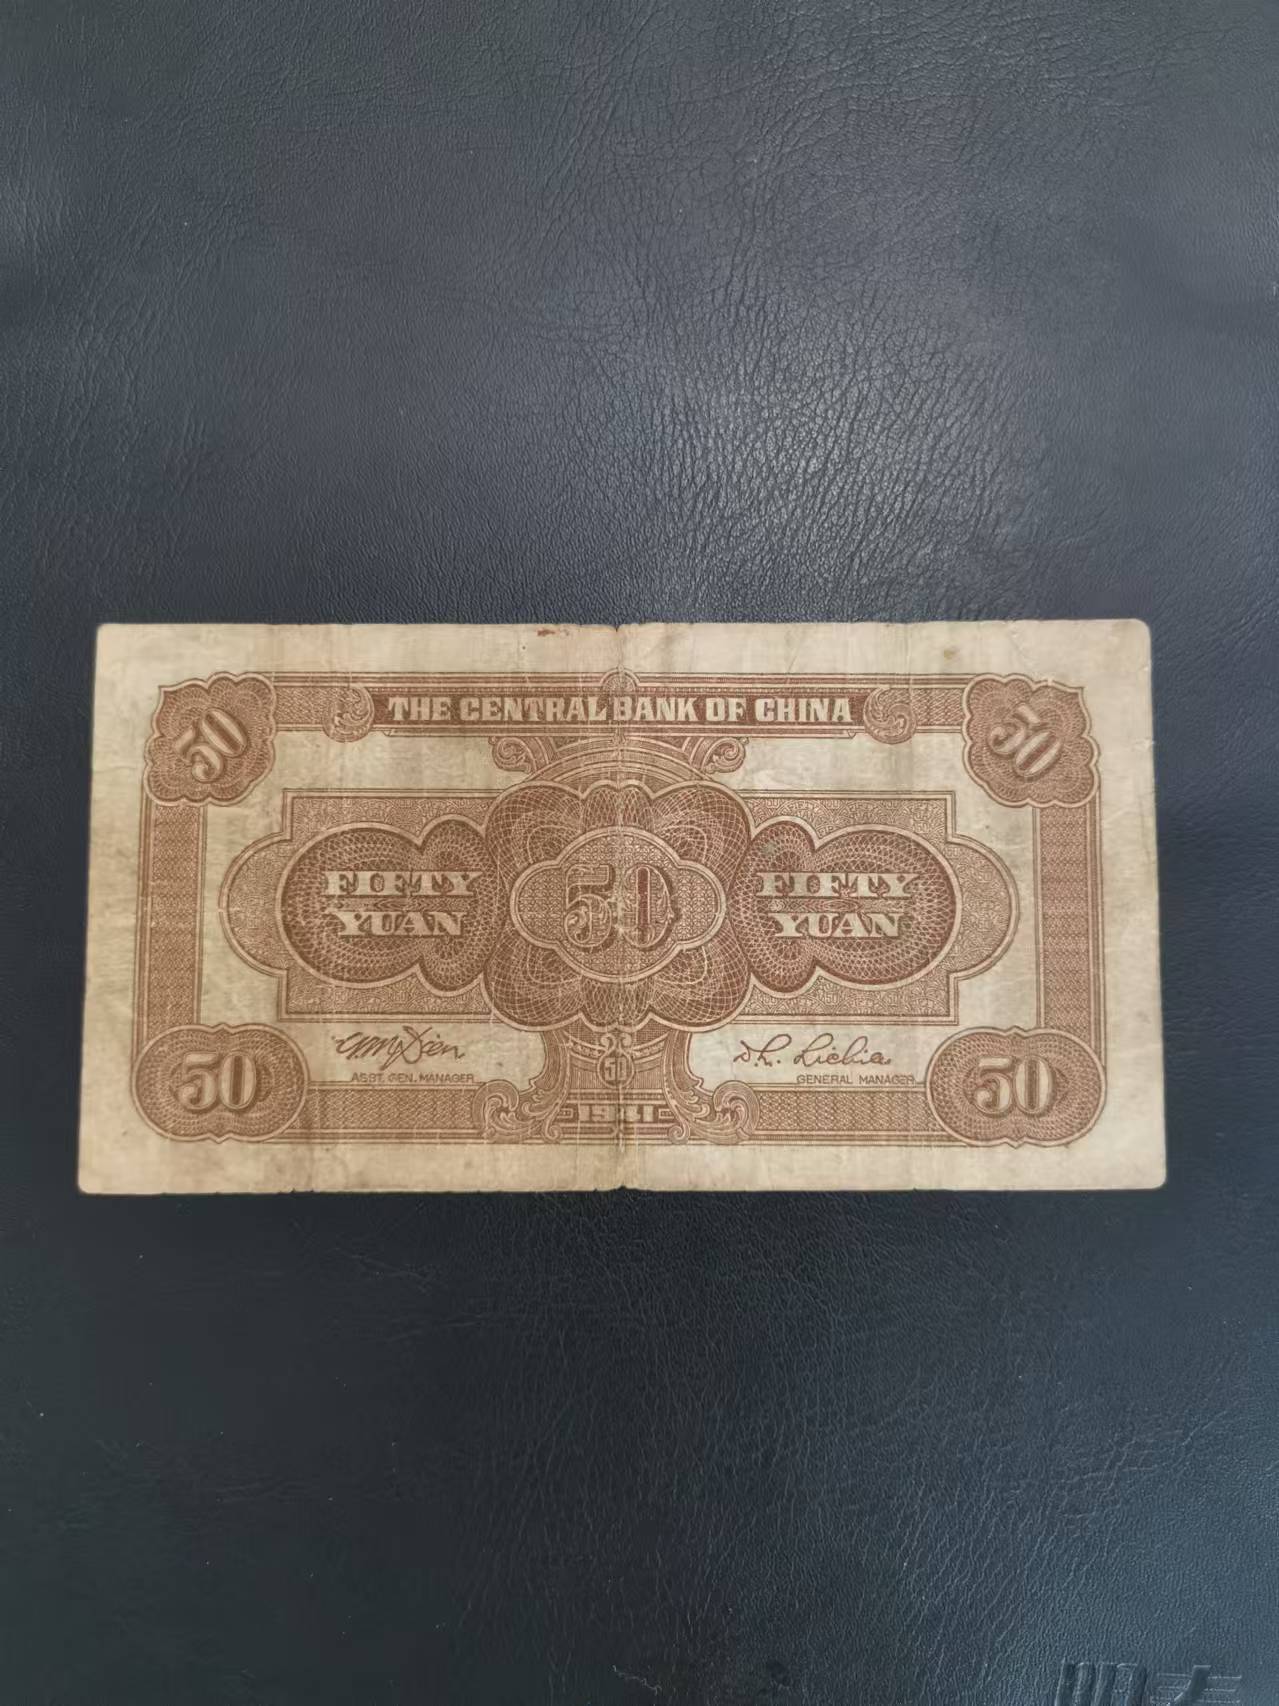 50 THE CENTRAL BANK OF CHINA 50
FIFTY 50 FIFTY
YUAN YUAN
ASST. GEN. MANAGER
GENERAL MANAGER
50 50 50
1941